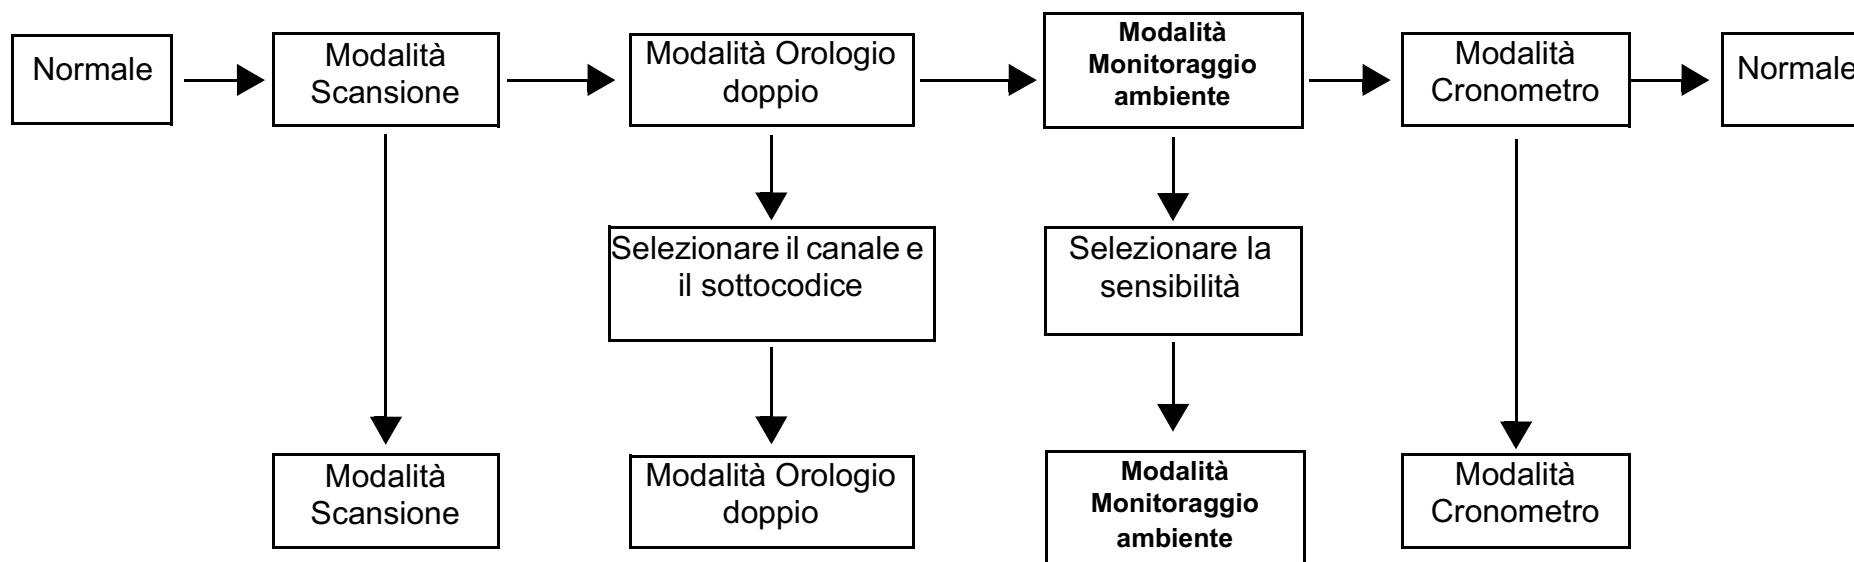 Normale
Modalità
Scansione
Modalità Orologio
doppio
Modalità
Monitoraggio
ambiente
Modalità
Cronometro
Normale
Selezionare il canale e
il sottocodice
Selezionare la
sensibilità
Modalità
Scansione
Modalità Orologio
doppio
Modalità
Monitoraggio
ambiente
Modalità
Cronometro